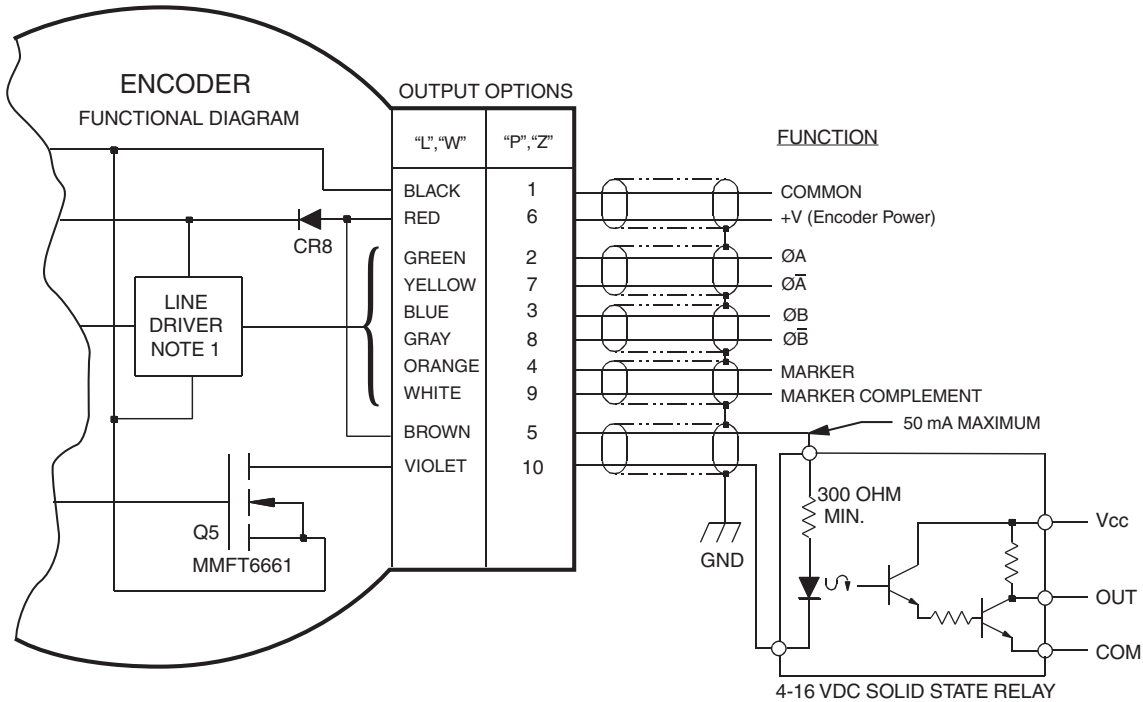 ENCODER
FUNCTIONAL DIAGRAM
OUTPUT OPTIONS
"L","W" "P","Z"
FUNCTION
BLACK 1 COMMON
RED 6 +V (Encoder Power)
CR8
GREEN 2 ØA
YELLOW 7 ØA̅
BLUE 3 ØB
GRAY 8 ØB̅
ORANGE 4 MARKER
WHITE 9 MARKER COMPLEMENT
LINE
DRIVER
NOTE 1
BROWN 5 50 mA MAXIMUM
VIOLET 10
Q5
MMFT6661
GND
300 OHM
MIN.
Vcc
OUT
COM
4-16 VDC SOLID STATE RELAY